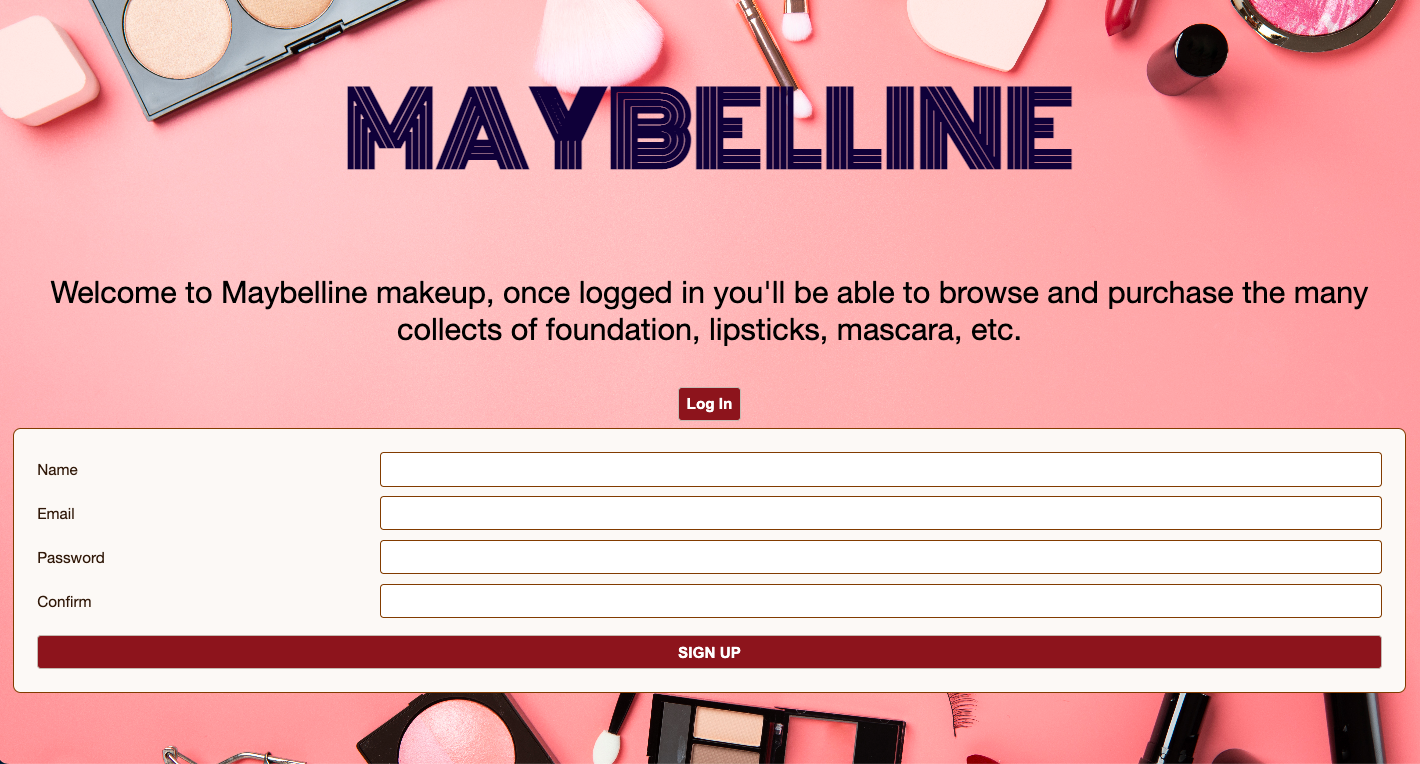 MAYBELLINE
Welcome to Maybelline makeup, once logged in you'll be able to browse and purchase the many
collects of foundation, lipsticks, mascara, etc.
Log In
Name
Email
Password
Confirm
SIGN UP